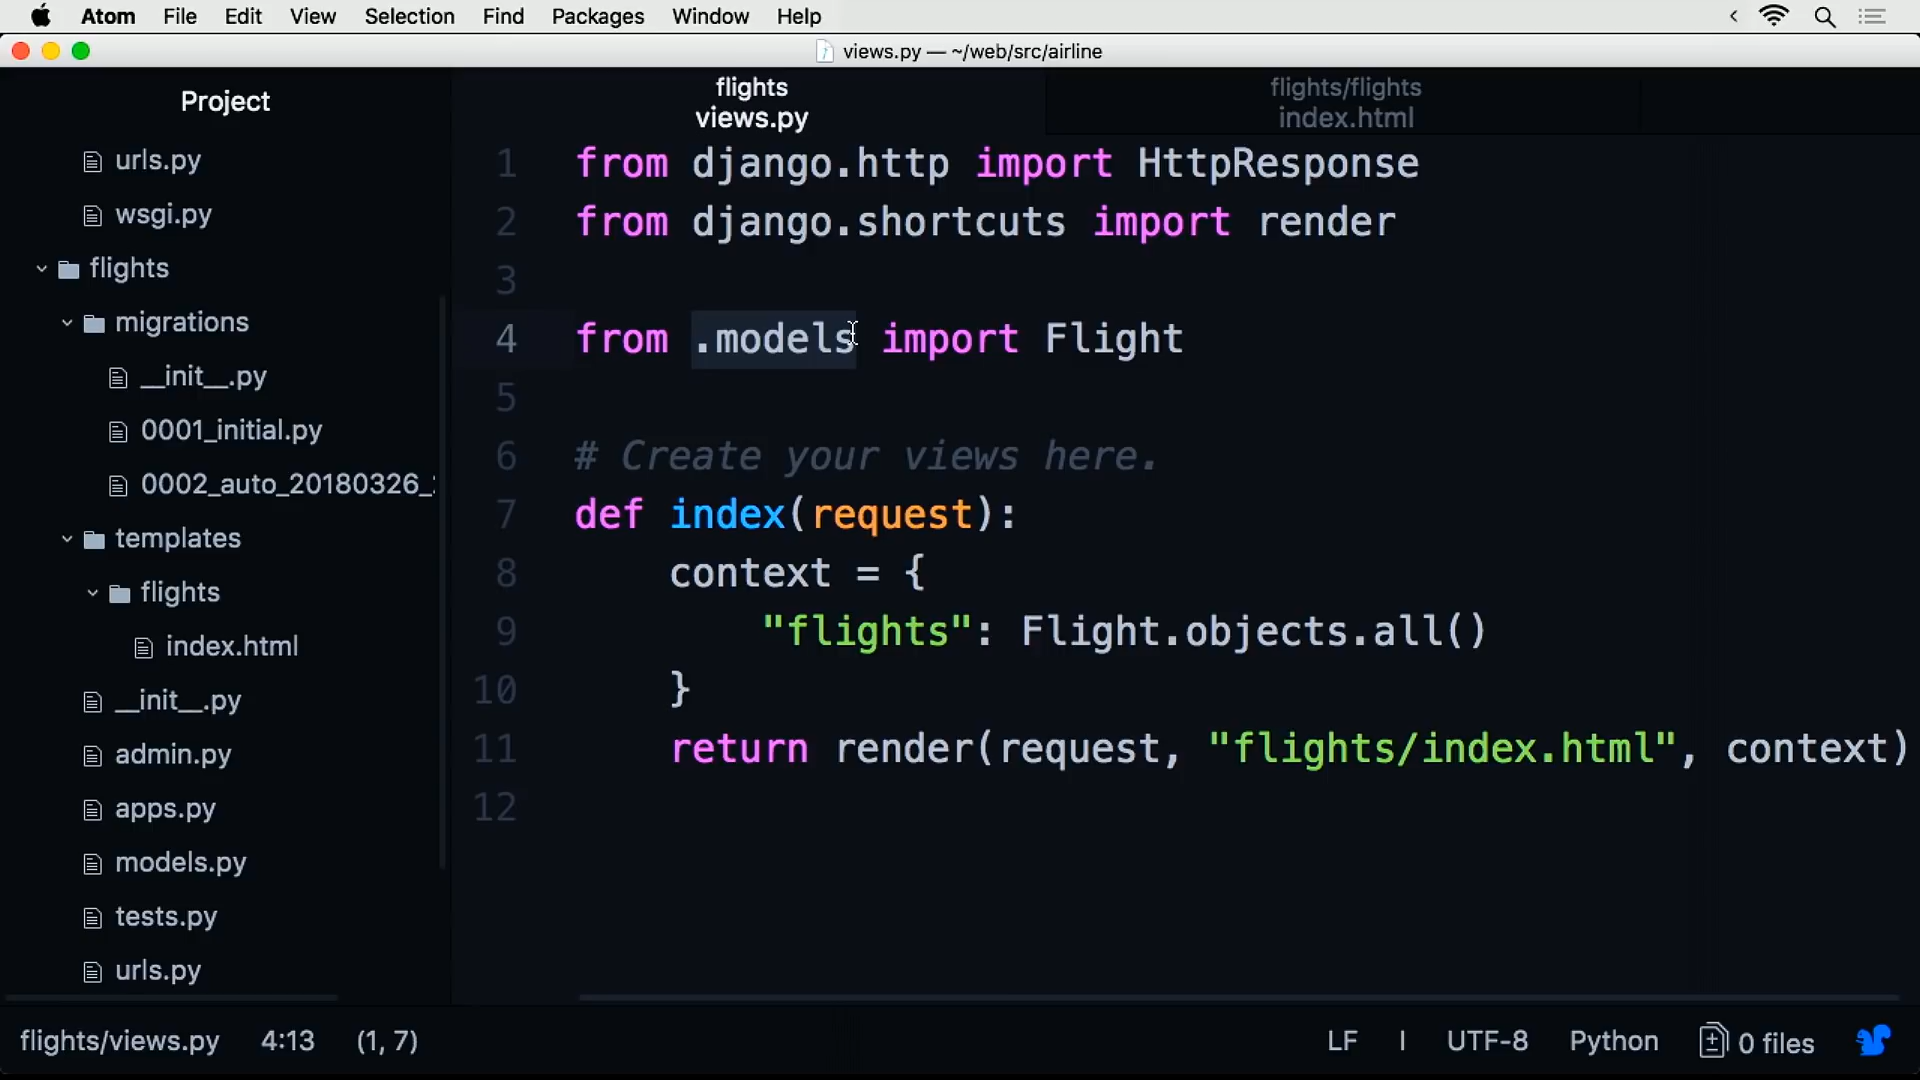 Atom File Edit View Selection Find Packages Window Help
views.py — ~/web/src/airline
Project
urls.py
wsgi.py
flights
migrations
__init__.py
0001_initial.py
0002_auto_20180326_
templates
flights
index.html
__init__.py
admin.py
apps.py
models.py
tests.py
urls.py
flights
views.py
flights/flights
index.html
1 from django.http import HttpResponse
2 from django.shortcuts import render
3
4 from .models import Flight
5
6 # Create your views here.
7 def index(request):
8 context = {
9 "flights": Flight.objects.all()
10 }
11 return render(request, "flights/index.html", context)
12
flights/views.py 4:13 (1, 7) LF I UTF-8 Python 0 files